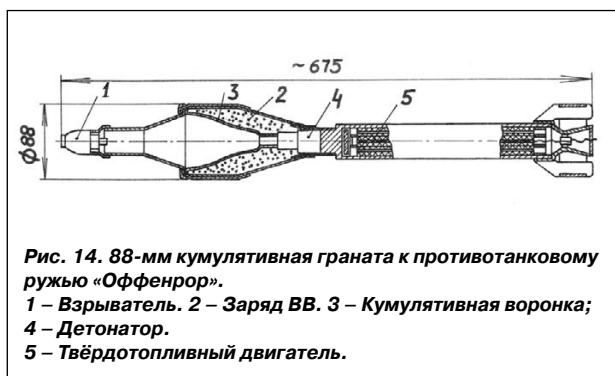 ~ 675
1
3
2
4
5
ϕ88
Рис. 14. 88-мм кумулятивная граната к противотанковому
ружью «Оффенрор».
1 – Взрыватель. 2 – Заряд ВВ. 3 – Кумулятивная воронка;
4 – Детонатор.
5 – Твёрдотопливный двигатель.